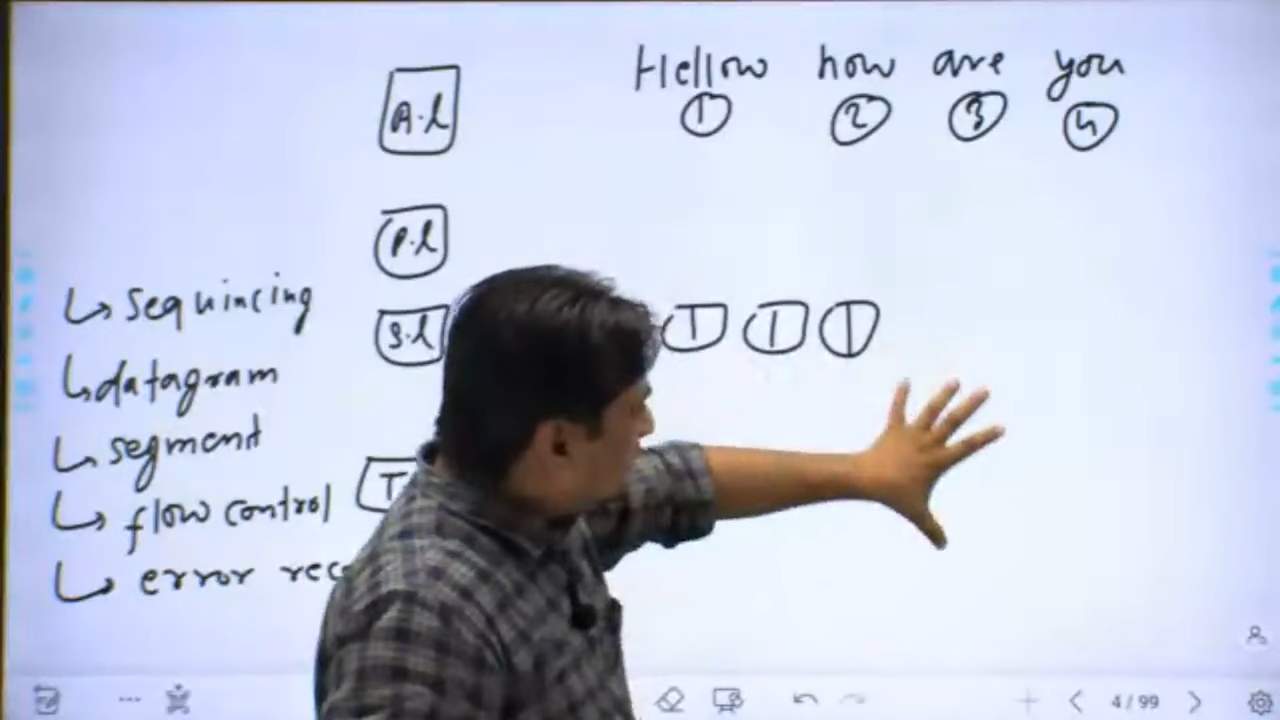 Hellow how are you
1 2 3 4
A.l
P.l
S.l
T
↳ sequincing
↳ datagram
↳ segment
↳ flow control
↳ error rec
4 / 99